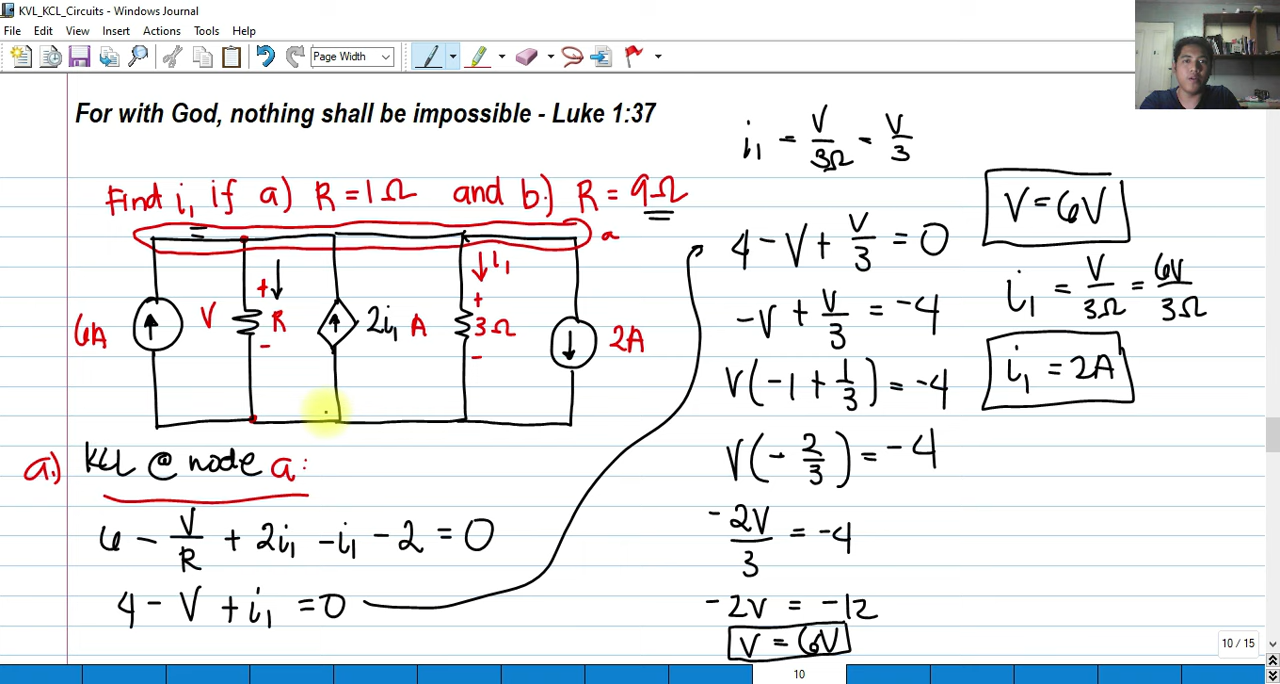 KVL_KCL_Circuits - Windows Journal
File Edit View Insert Actions Tools Help
Page Width
For with God, nothing shall be impossible - Luke 1:37
Find i₁ if a) R = 1Ω and b.) R = 9Ω
a
6A
V
+
R
-
2i₁ A
i₁
+
3Ω
-
2A
a.) KCL @ node a:
6 - V/R + 2i₁ - i₁ - 2 = 0
4 - V + i₁ = 0
i₁ = V/3Ω = V/3
4 - V + V/3 = 0
-V + V/3 = -4
V(-1 + 1/3) = -4
V(-2/3) = -4
-2V/3 = -4
-2V = -12
V = 6V
V = 6V
i₁ = V/3Ω = 6V/3Ω
i₁ = 2A
10 / 15
10